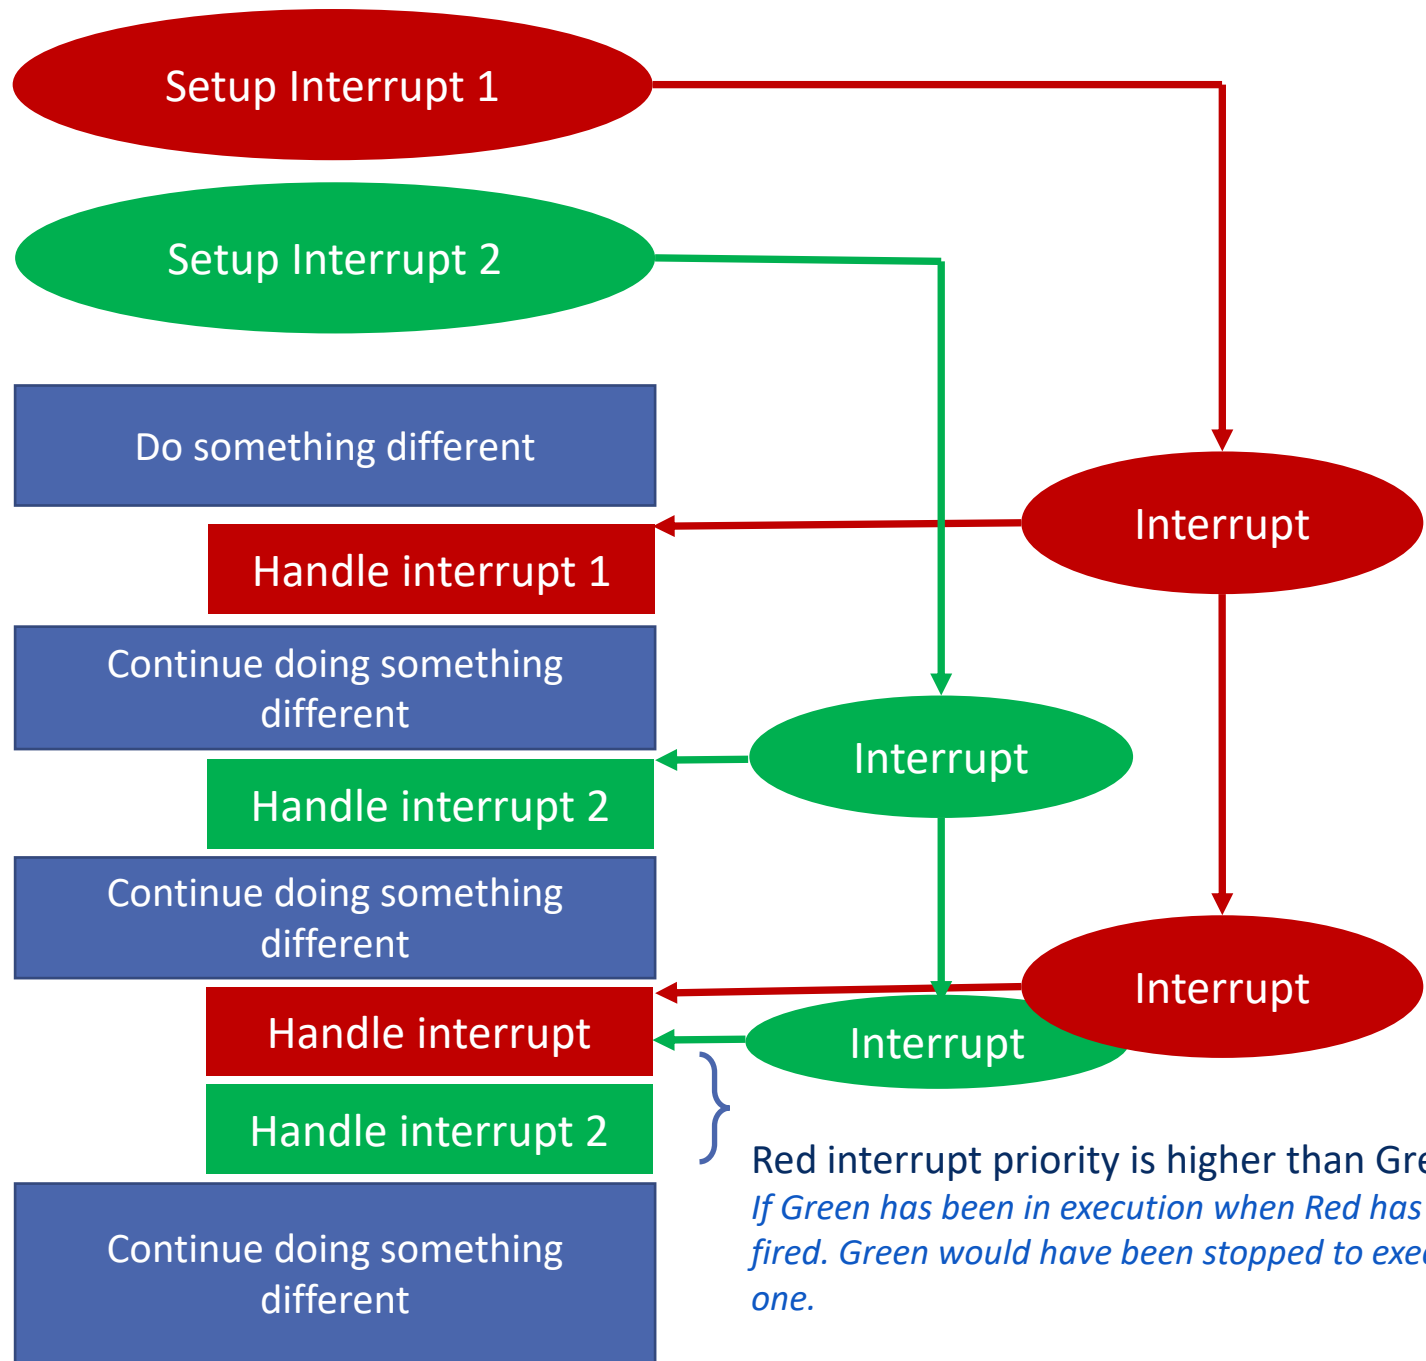 Setup Interrupt 1
Setup Interrupt 2
Do something different
Interrupt
Handle interrupt 1
Continue doing something
different
Interrupt
Handle interrupt 2
Continue doing something
different
Interrupt
Handle interrupt
Interrupt
Handle interrupt 2
Red interrupt priority is higher than
If Green has been in execution when Red has
fired. Green would have been stopped to
one.
Continue doing something
different